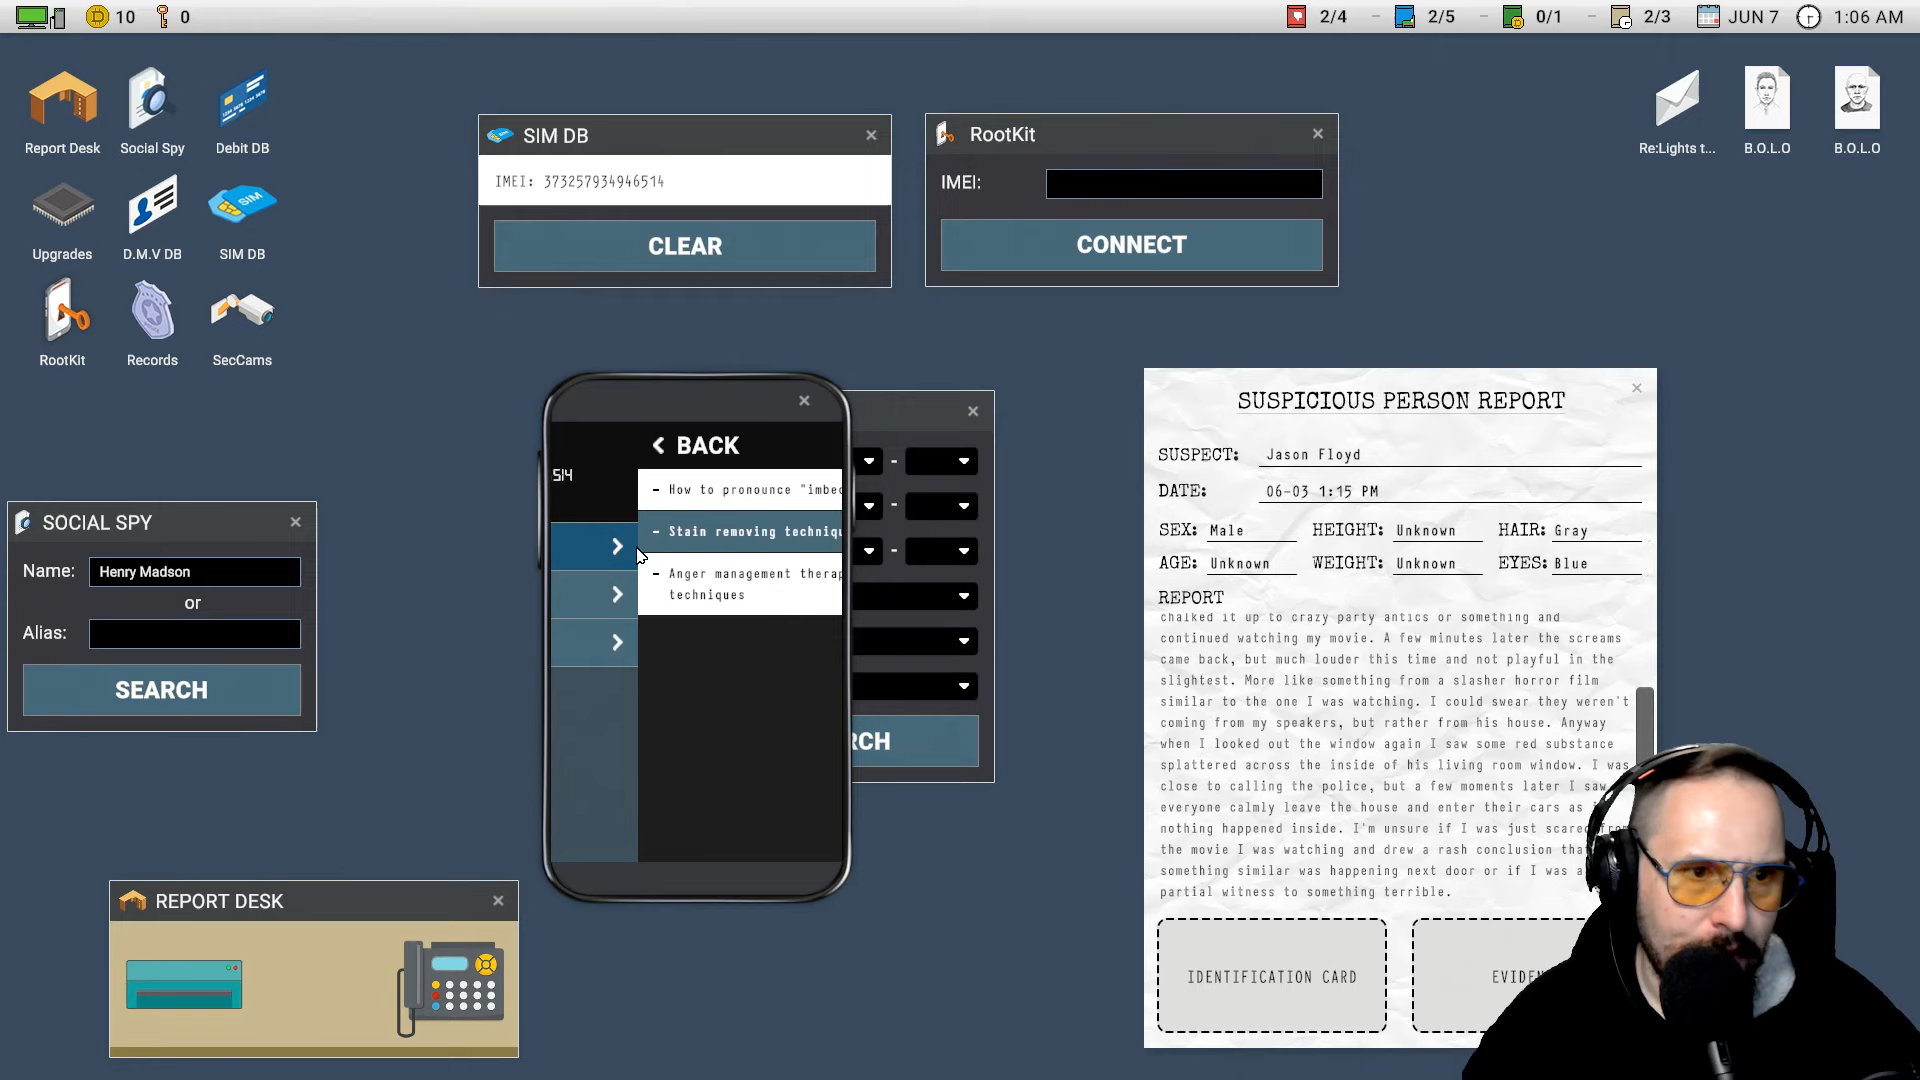 10
0
2/4
2/5
0/1
2/3
JUN 7
1:06 AM
Report Desk
Social Spy
Debit DB
Upgrades
D.M.V DB
SIM DB
RootKit
Records
SecCams
Re:Lights t...
B.O.L.O
B.O.L.O
SIM DB
IMEI: 373257934946514
CLEAR
RootKit
IMEI:
CONNECT
SOCIAL SPY
Name: Henry Madson
or
Alias:
SEARCH
BACK
514
- How to pronounce "imbec
- Stain removing techniqu
- Anger management therap
techniques
RCH
REPORT DESK
SUSPICIOUS PERSON REPORT
SUSPECT: Jason Floyd
DATE: 06-03 1:15 PM
SEX: Male HEIGHT: Unknown HAIR: Gray
AGE: Unknown WEIGHT: Unknown EYES: Blue
REPORT
chalked it up to crazy party antics or something and
continued watching my movie. A few minutes later the screams
came back, but much louder this time and not playful in the
slightest. More like something from a slasher horror film
similar to the one I was watching. I could swear they weren't
coming from my speakers, but rather from his house. Anyway
when I looked out the window again I saw some red substance
splattered across the inside of his living room window. I was
close to calling the police, but a few moments later I saw
everyone calmly leave the house and enter their cars as
nothing happened inside. I'm unsure if I was just scared from
the movie I was watching and drew a rash conclusion
something similar was happening next door or if I was a
partial witness to something terrible.
IDENTIFICATION CARD
EVIDEN